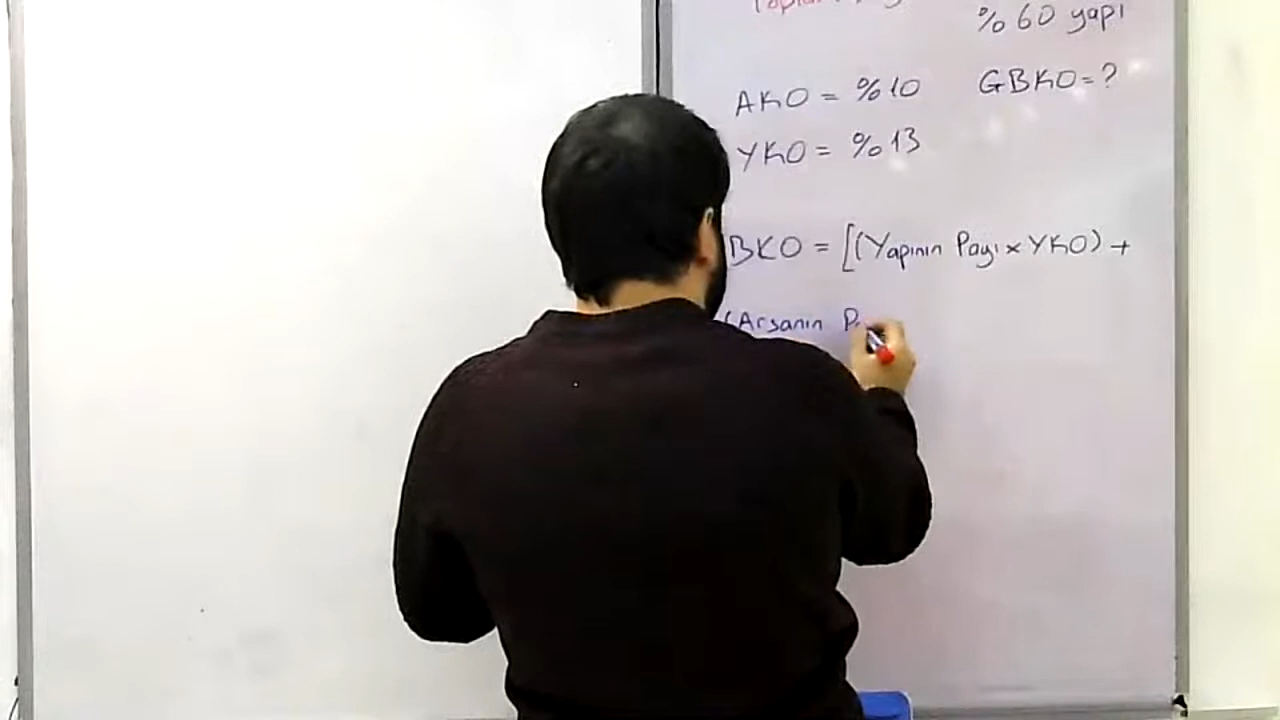 % 60 yapı
AKO = %10 GBKO = ?
YKO = %13
BKO = [(Yapının Payı x YKO) +
(Arsanın P